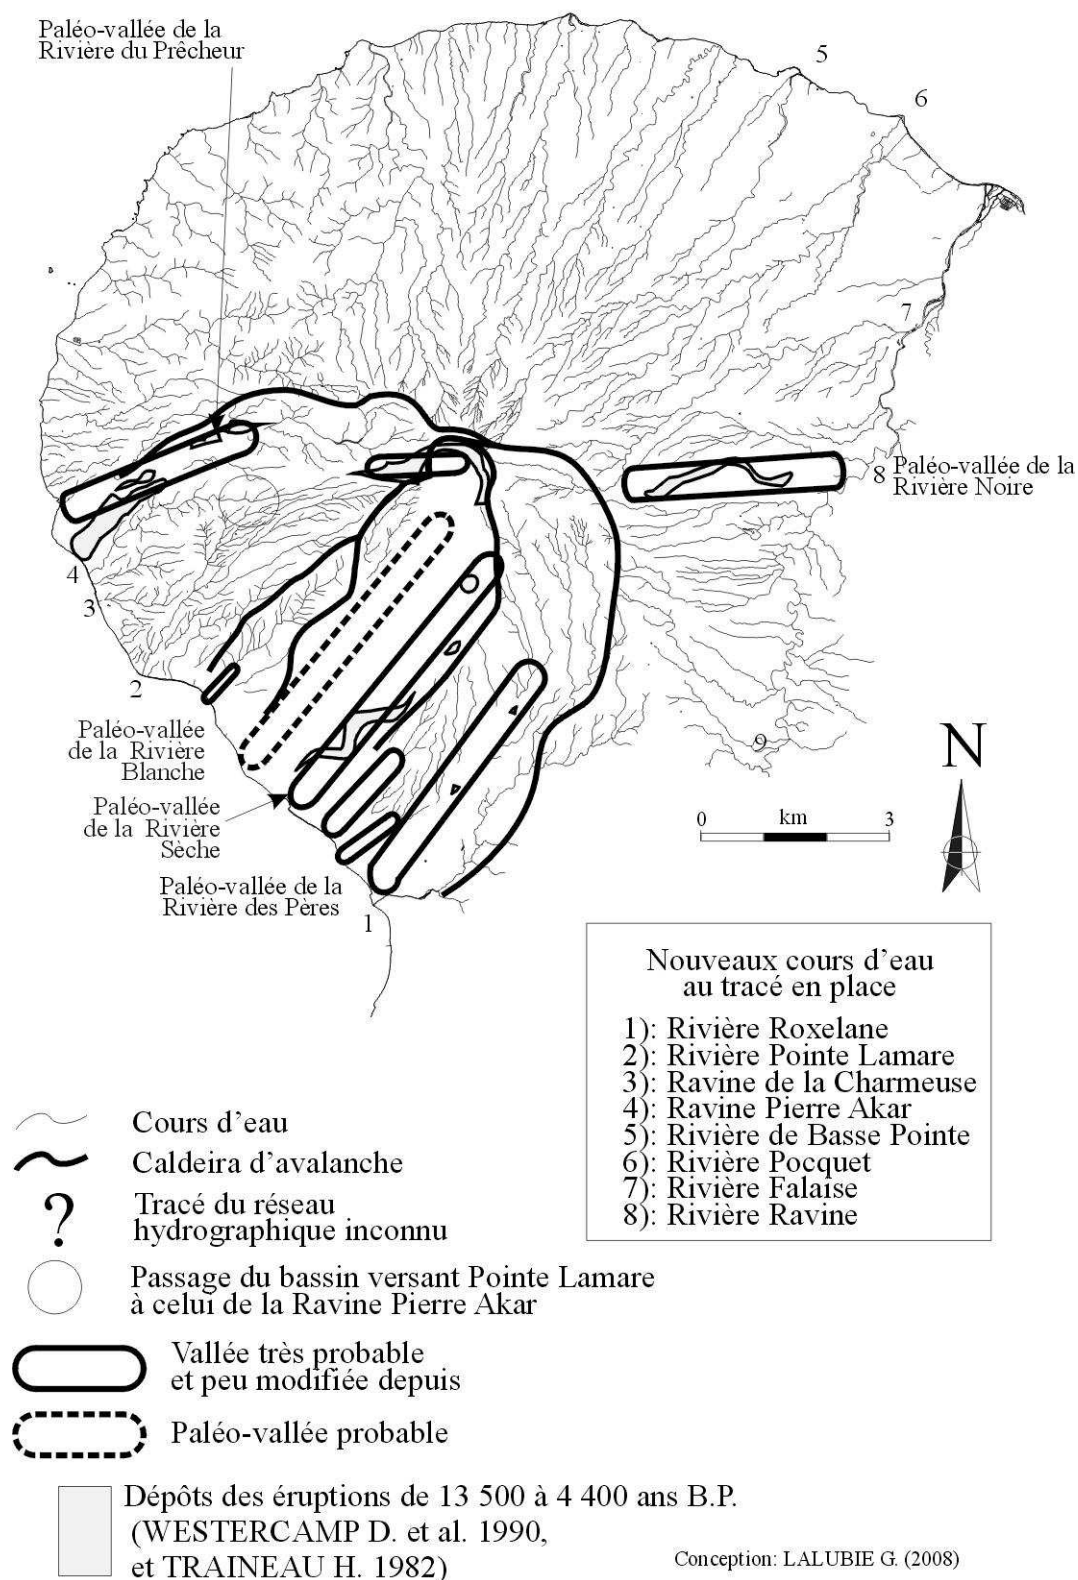 Paléo-vallée de la
Rivière du Prêcheur
5
6
7
8
Paléo-vallée de la
Rivière Noire
4
3
2
Paléo-vallée
de la Rivière
Blanche
Paléo-vallée
de la Rivière
Sèche
Paléo-vallée de la
Rivière des Pères
1
9
N
0 km 3
Nouveaux cours d'eau
au tracé en place
1): Rivière Roxelane
2): Rivière Pointe Lamare
3): Ravine de la Charmeuse
4): Ravine Pierre Akar
5): Rivière de Basse Pointe
6): Rivière Pocquet
7): Rivière Falaise
8): Rivière Ravine
Cours d'eau
Caldeira d'avalanche
?
Tracé du réseau
hydrographique inconnu
Passage du bassin versant Pointe Lamare
à celui de la Ravine Pierre Akar
Vallée très probable
et peu modifiée depuis
Paléo-vallée probable
Dépôts des éruptions de 13 500 à 4 400 ans B.P.
(WESTERCAMP D. et al. 1990,
et TRAINEAU H. 1982)
Conception: LALUBIE G. (2008)